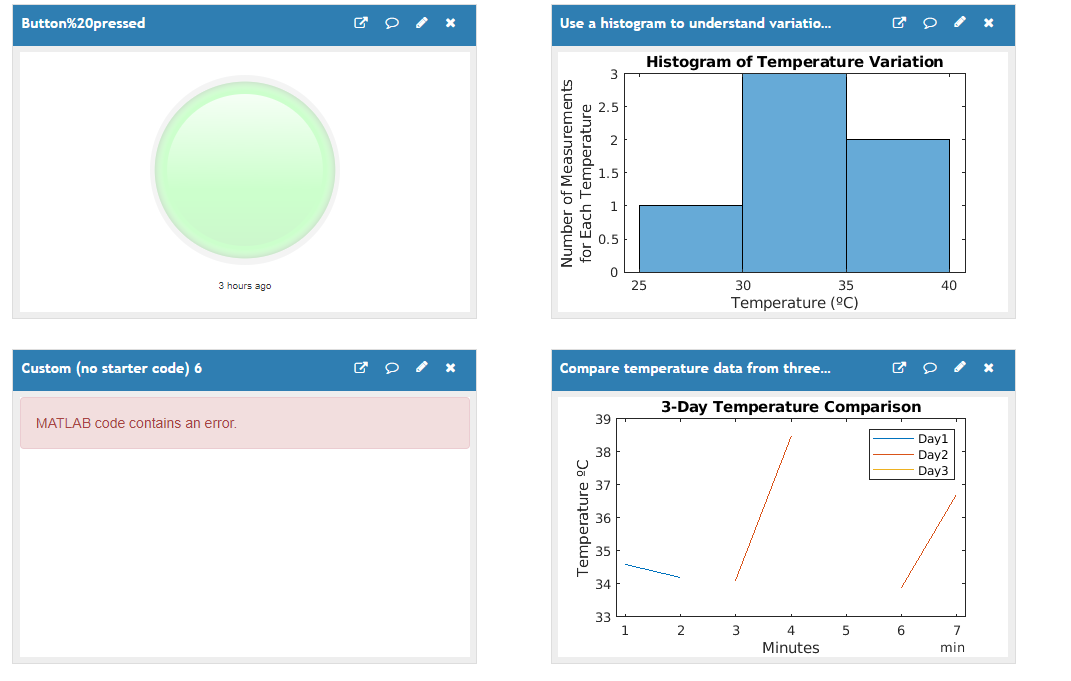 Button%20pressed
3 hours ago
Use a histogram to understand variatio...
Histogram of Temperature Variation
Number of Measurements
for Each Temperature
3
2.5
2
1.5
1
0.5
0
25 30 35 40
Temperature (ºC)
Custom (no starter code) 6
MATLAB code contains an error.
Compare temperature data from three...
3-Day Temperature Comparison
Temperature ºC
39
38
37
36
35
34
33
Day1
Day2
Day3
1 2 3 4 5 6 7
Minutes
min